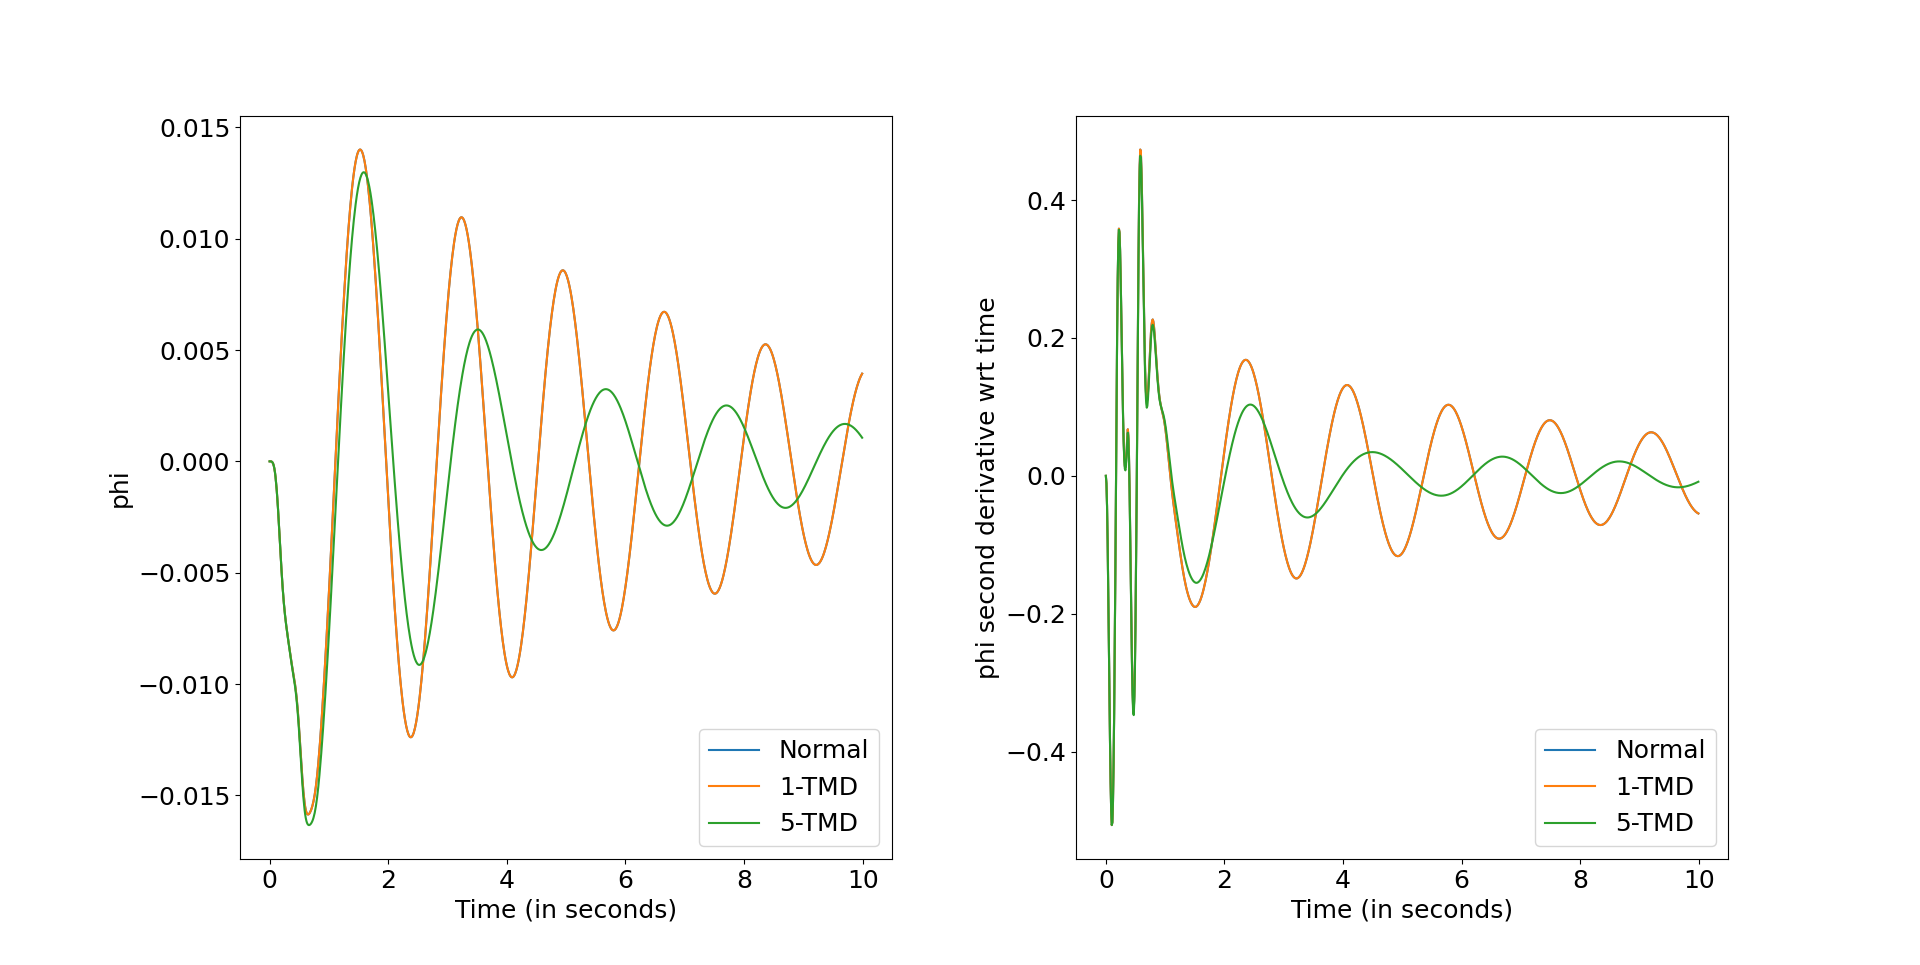 phi
0.015
0.010
0.005
0.000
−0.005
−0.010
−0.015
0 2 4 6 8 10
Time (in seconds)
Normal
1-TMD
5-TMD
phi second derivative wrt time
0.4
0.2
0.0
−0.2
−0.4
0 2 4 6 8 10
Time (in seconds)
Normal
1-TMD
5-TMD